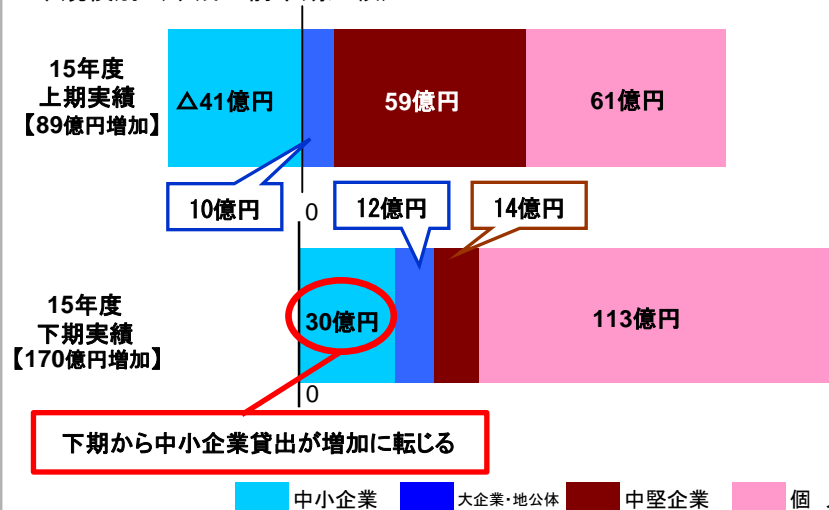 15年度
上期実績
【89億円増加】
△41億円
59億円
61億円
10億円
0
12億円
14億円
15年度
下期実績
【170億円増加】
30億円
113億円
0
下期から中小企業貸出が増加に転じる
中小企業
大企業・地公体
中堅企業
個